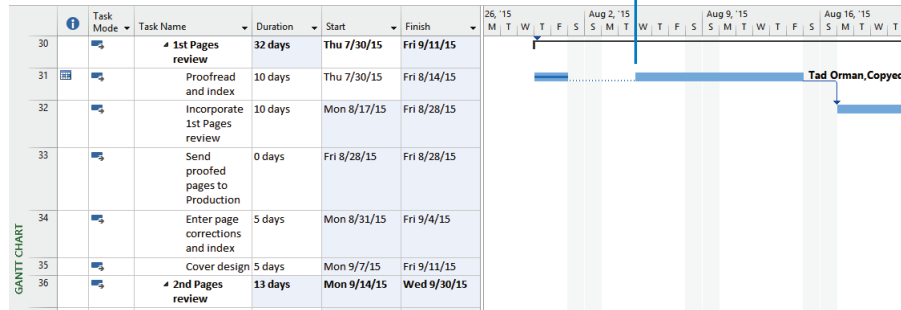 Task Mode Task Name Duration Start Finish
26, '15 Aug 2, '15 Aug 9, '15 Aug 16, '15
M T W T F S S M T W T F S S M T W T F S S M T W T
30 1st Pages review 32 days Thu 7/30/15 Fri 9/11/15
31 Proofread and index 10 days Thu 7/30/15 Fri 8/14/15 Tad Orman,Copyed
32 Incorporate 1st Pages review 10 days Mon 8/17/15 Fri 8/28/15
33 Send proofed pages to Production 0 days Fri 8/28/15 Fri 8/28/15
34 Enter page corrections and index 5 days Mon 8/31/15 Fri 9/4/15
35 Cover design 5 days Mon 9/7/15 Fri 9/11/15
36 2nd Pages review 13 days Mon 9/14/15 Wed 9/30/15
GANTT CHART